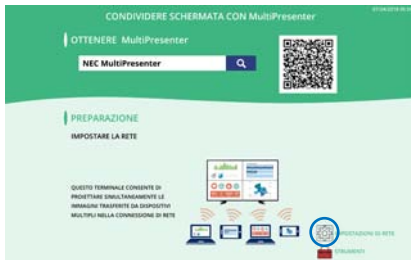 CONDIVIDERE SCHERMATA CON MultiPresenter
OTTENERE MultiPresenter
NEC MultiPresenter
PREPARAZIONE
IMPOSTARE LA RETE
QUESTO TERMINALE CONSENTE DI
PROIETTARE SIMULTANEAMENTE LE
IMMAGINI TRASFERITE DA DISPOSITIVI
MULTIPLI NELLA CONNESSIONE DI RETE
IMPOSTAZIONI DI RETE
STRUMENTI